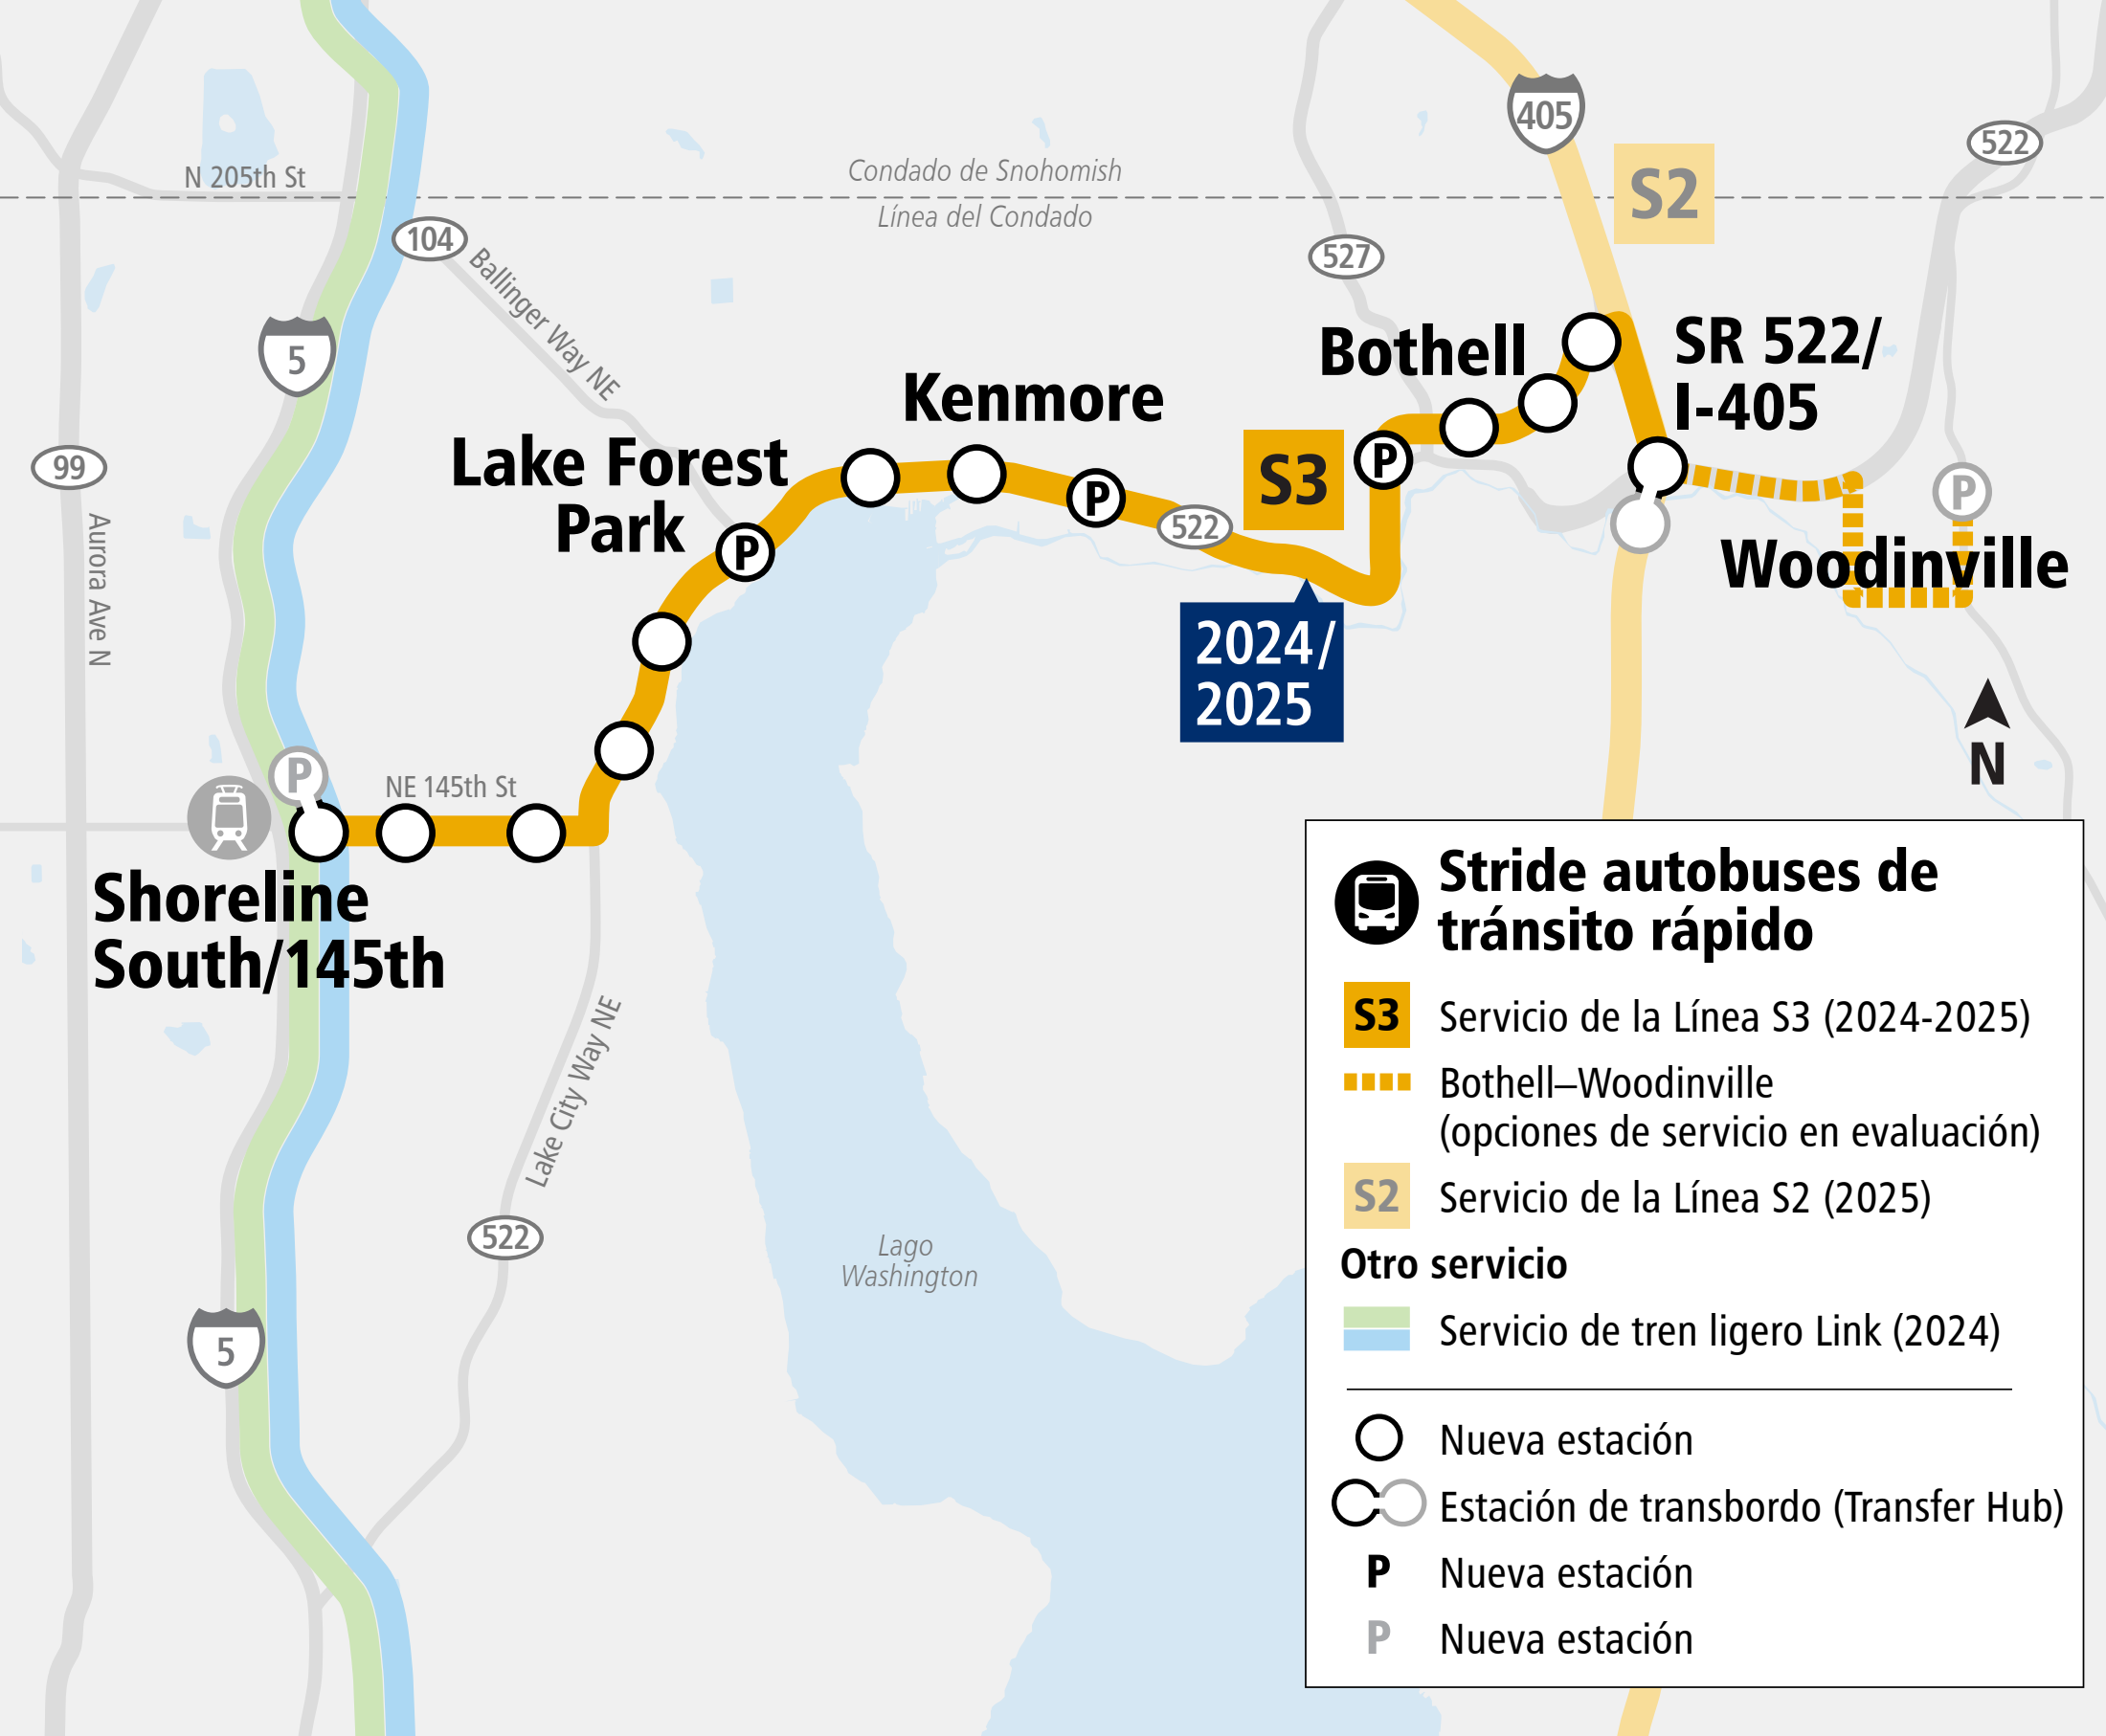 405
522
N 205th St
Condado de Snohomish
Línea del Condado
S2
104
Ballinger Way NE
527
5
SR 522/
I-405
Bothell
Kenmore
Lake Forest
Park
99
Aurora Ave N
P
P
S3
P
P
522
Woodinville
2024/
2025
N
P
NE 145th St
Shoreline
South/145th
Lake City Way NE
522
5
Lago
Washington
Stride autobuses de
tránsito rápido
S3 Servicio de la Línea S3 (2024-2025)
Bothell–Woodinville
(opciones de servicio en evaluación)
S2 Servicio de la Línea S2 (2025)
Otro servicio
Servicio de tren ligero Link (2024)
Nueva estación
Estación de transbordo (Transfer Hub)
P Nueva estación
P Nueva estación